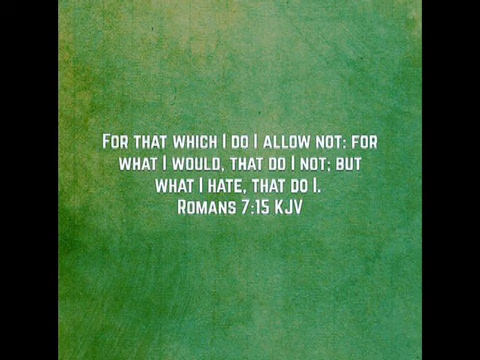 For that which I do I allow not: for
what I would, that do I not; but
what I hate, that do I.
Romans 7:15 KJV